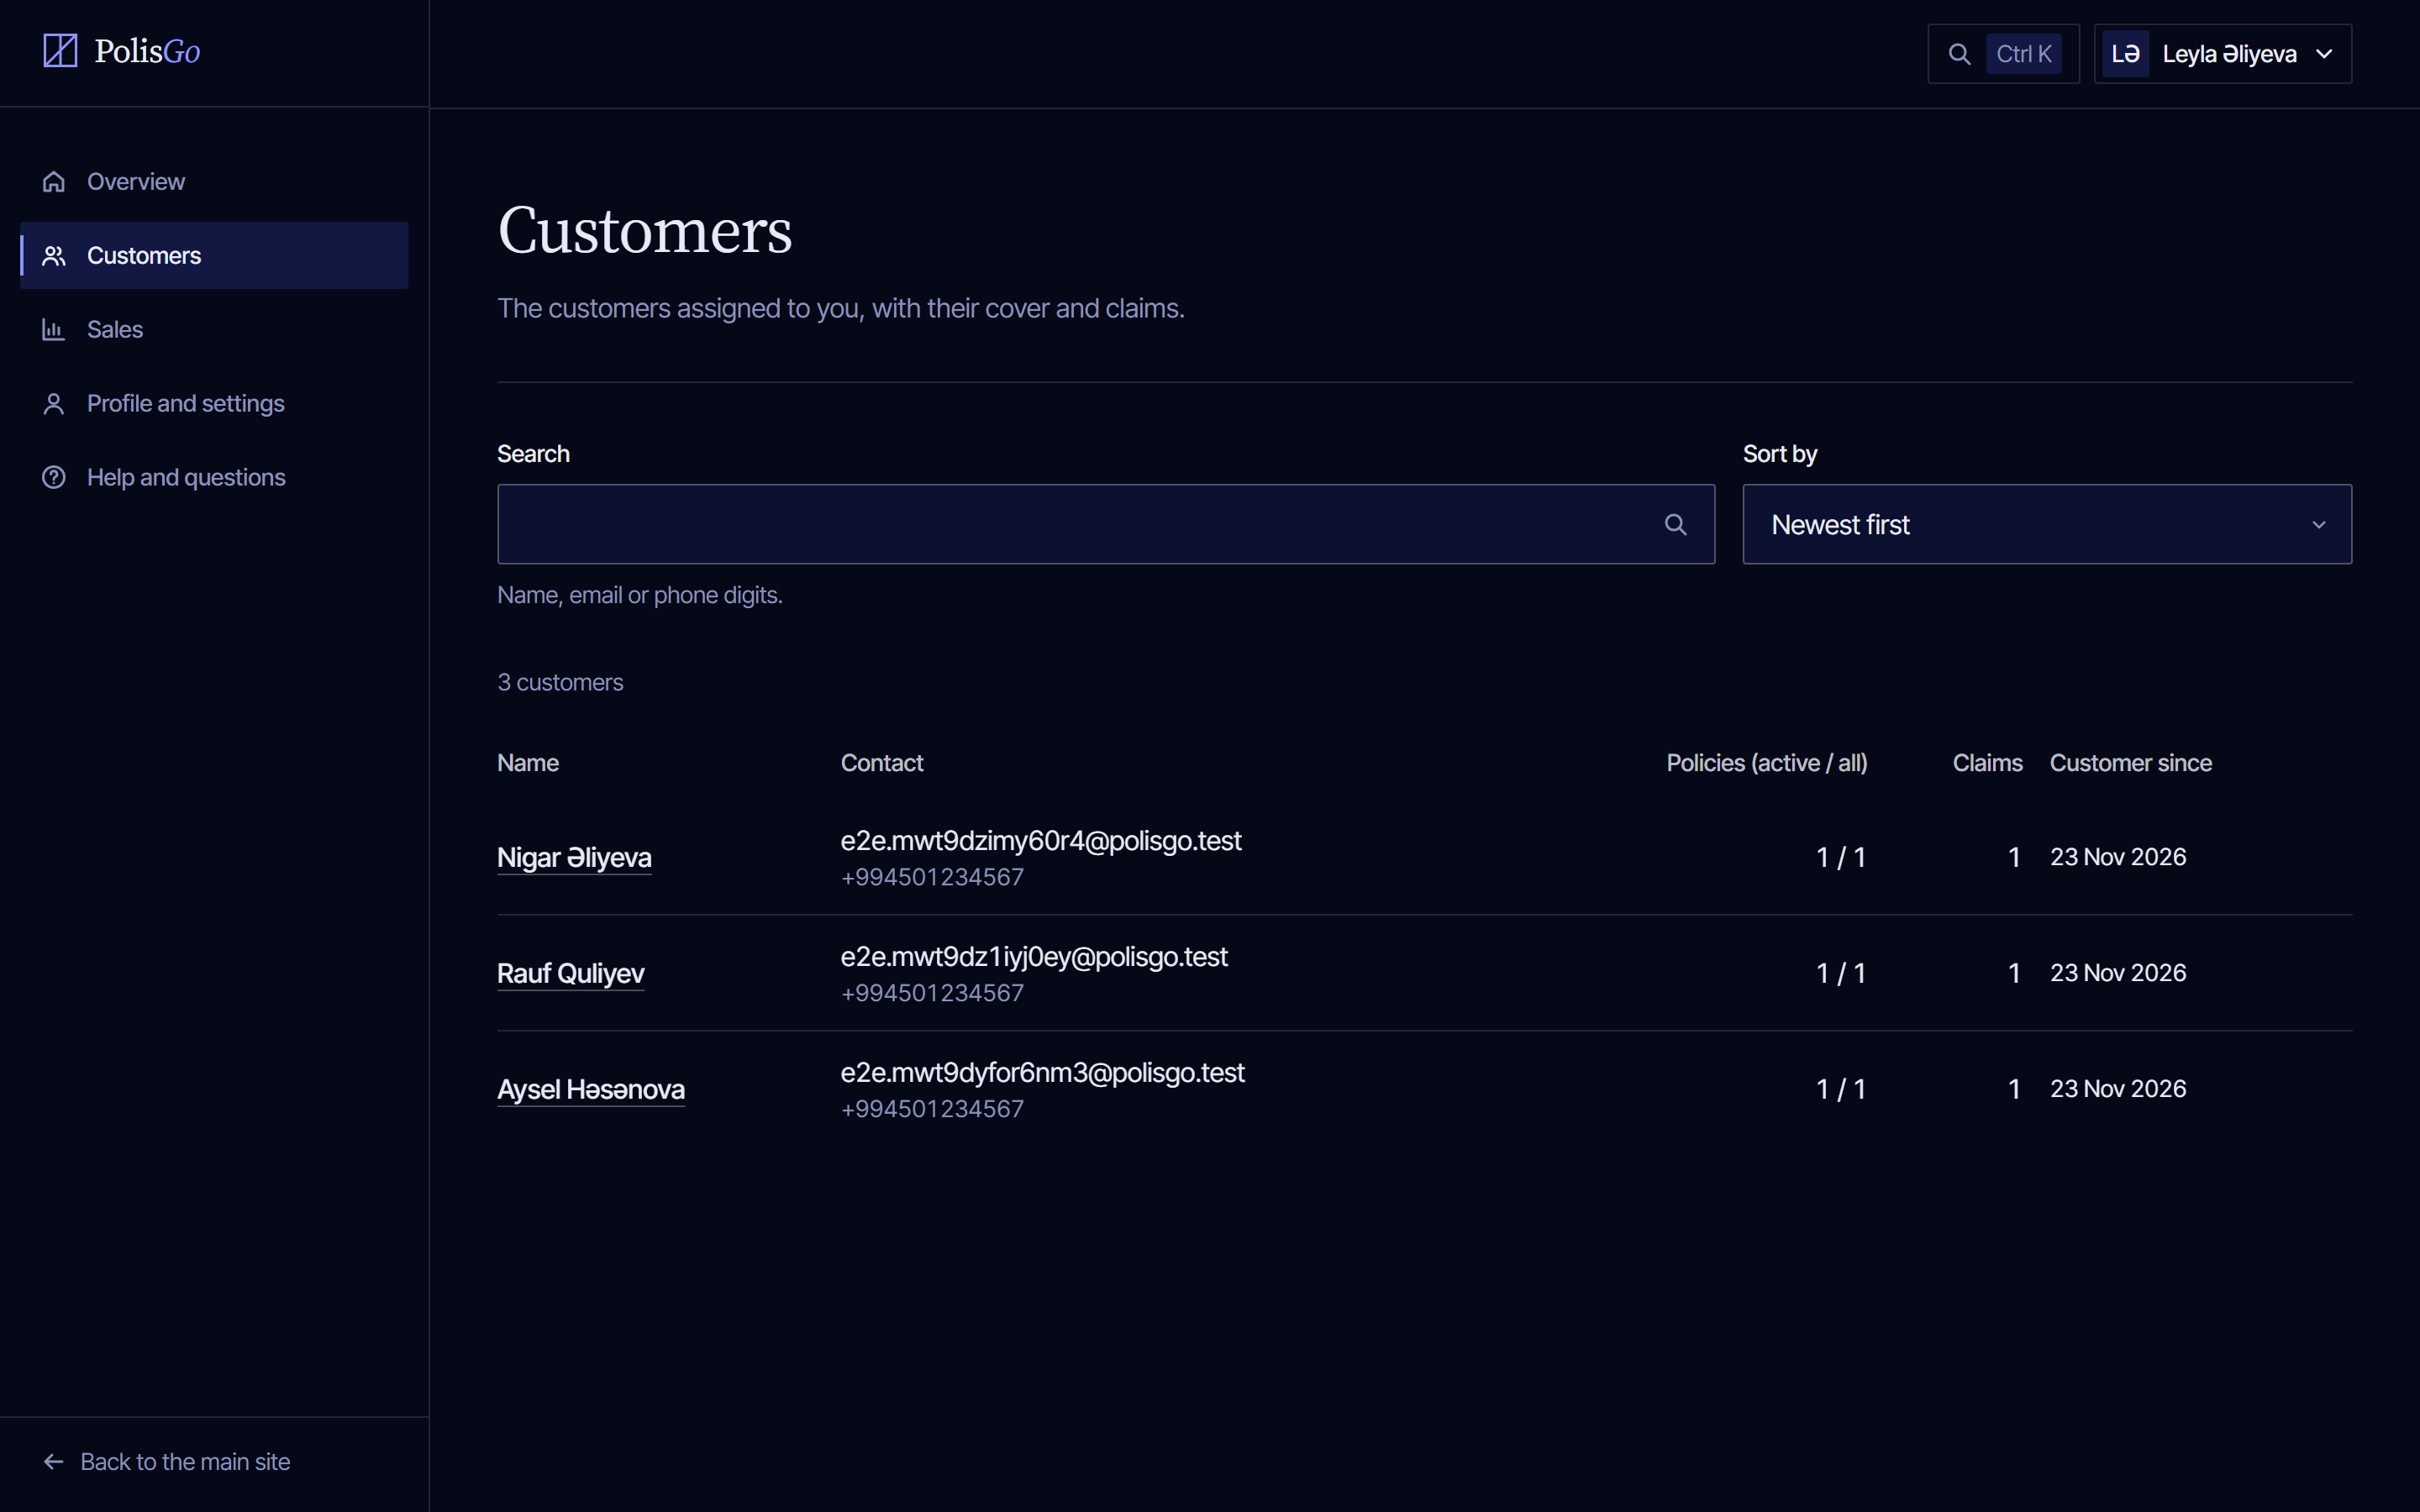 PolisGo
Ctrl K
LƏ Leyla Əliyeva
Overview
Customers
Sales
Profile and settings
Help and questions
Back to the main site
Customers
The customers assigned to you, with their cover and claims.
Search
Sort by
Newest first
Name, email or phone digits.
3 customers
Name Contact Policies (active / all) Claims Customer since
Nigar Əliyeva e2e.mwt9dzimy60r4@polisgo.test 1 / 1 1 23 Nov 2026
+994501234567
Rauf Quliyev e2e.mwt9dz1iyj0ey@polisgo.test 1 / 1 1 23 Nov 2026
+994501234567
Aysel Həsənova e2e.mwt9dyfor6nm3@polisgo.test 1 / 1 1 23 Nov 2026
+994501234567